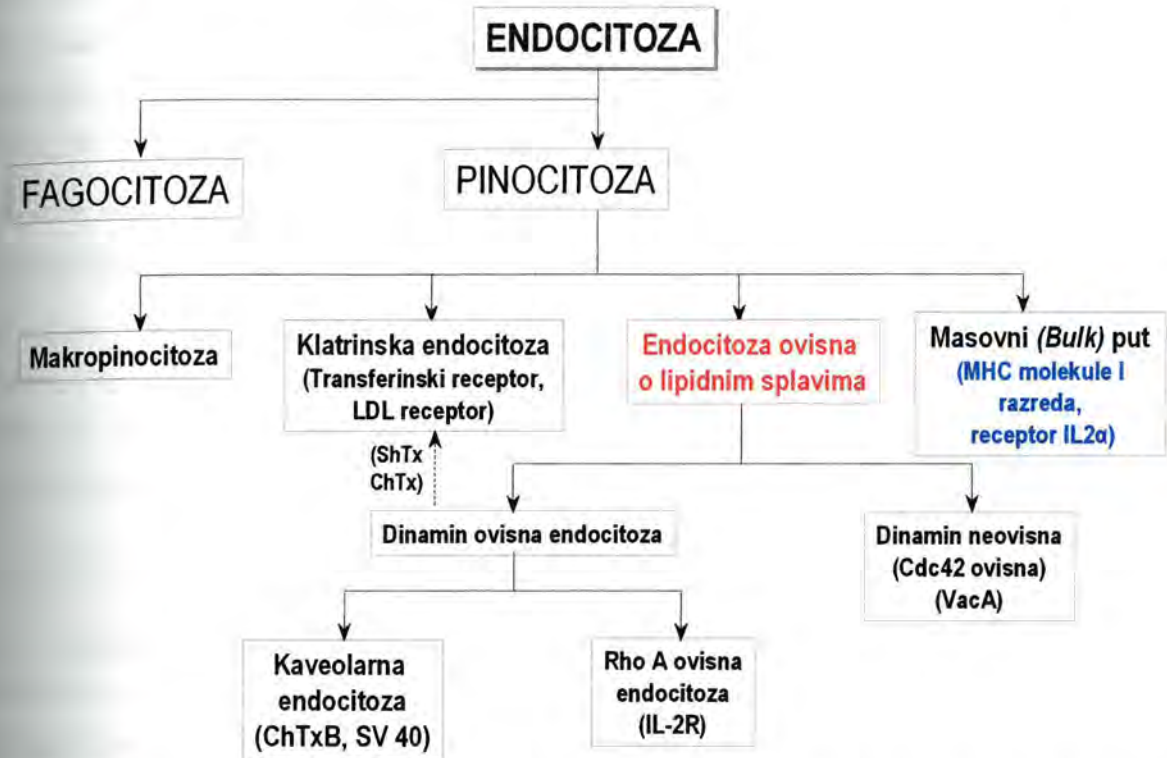 ENDOCITOZA
FAGOCITOZA
PINOCITOZA
Makropinocitoza
Klatrinska endocitoza
(Transferinski receptor,
LDL receptor)
Endocitoza ovisna
o lipidnim splavima
Masovni (Bulk) put
(MHC molekule I
razreda,
receptor IL2α)
(ShTx
ChTx)
Dinamin ovisna endocitoza
Dinamin neovisna
(Cdc42 ovisna)
(VacA)
Kaveolarna
endocitoza
(ChTxB, SV 40)
Rho A ovisna
endocitoza
(IL-2R)